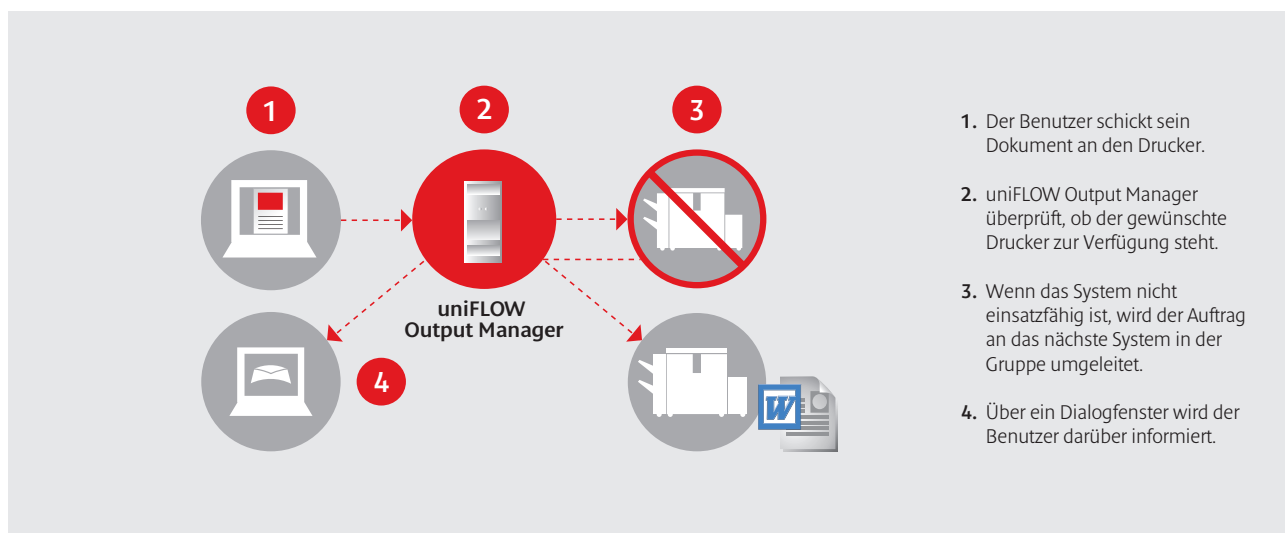 1
2
3
uniFLOW
Output Manager
4
W
1. Der Benutzer schickt sein
Dokument an den Drucker.
2. uniFLOW Output Manager
überprüft, ob der gewünschte
Drucker zur Verfügung steht.
3. Wenn das System nicht
einsatzfähig ist, wird der Auftrag
an das nächste System in der
Gruppe umgeleitet.
4. Über ein Dialogfenster wird der
Benutzer darüber informiert.